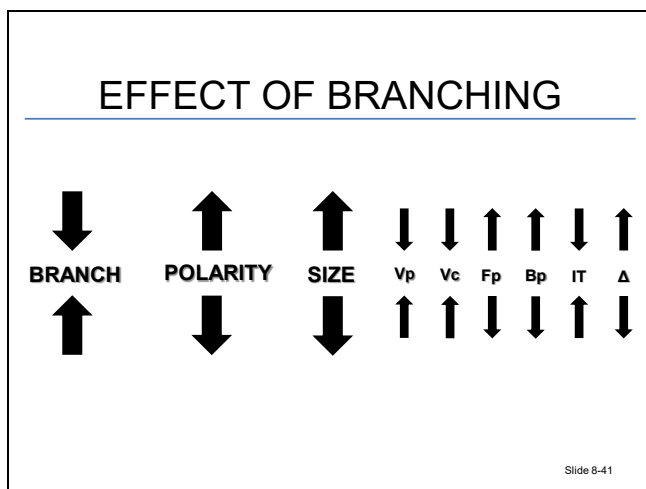 EFFECT OF BRANCHING
BRANCH POLARITY SIZE Vp Vc Fp Bp IT Δ
Slide 8-41